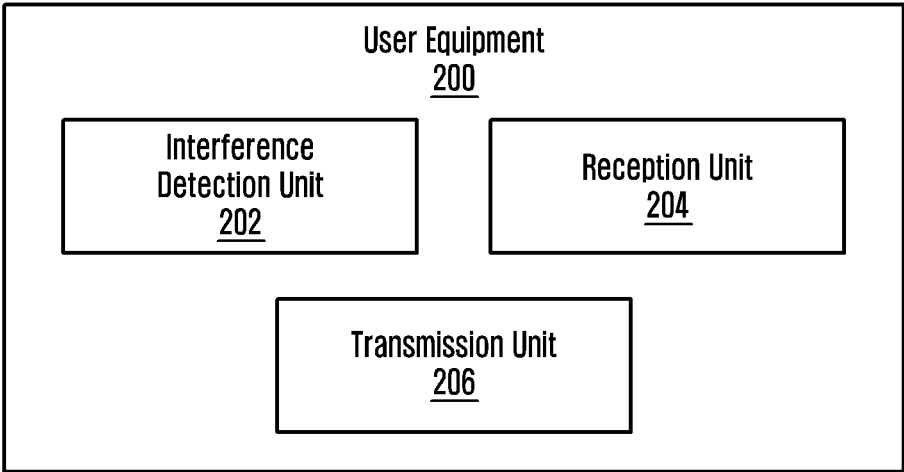 User Equipment
200
Interference
Detection Unit
202
Reception Unit
204
Transmission Unit
206